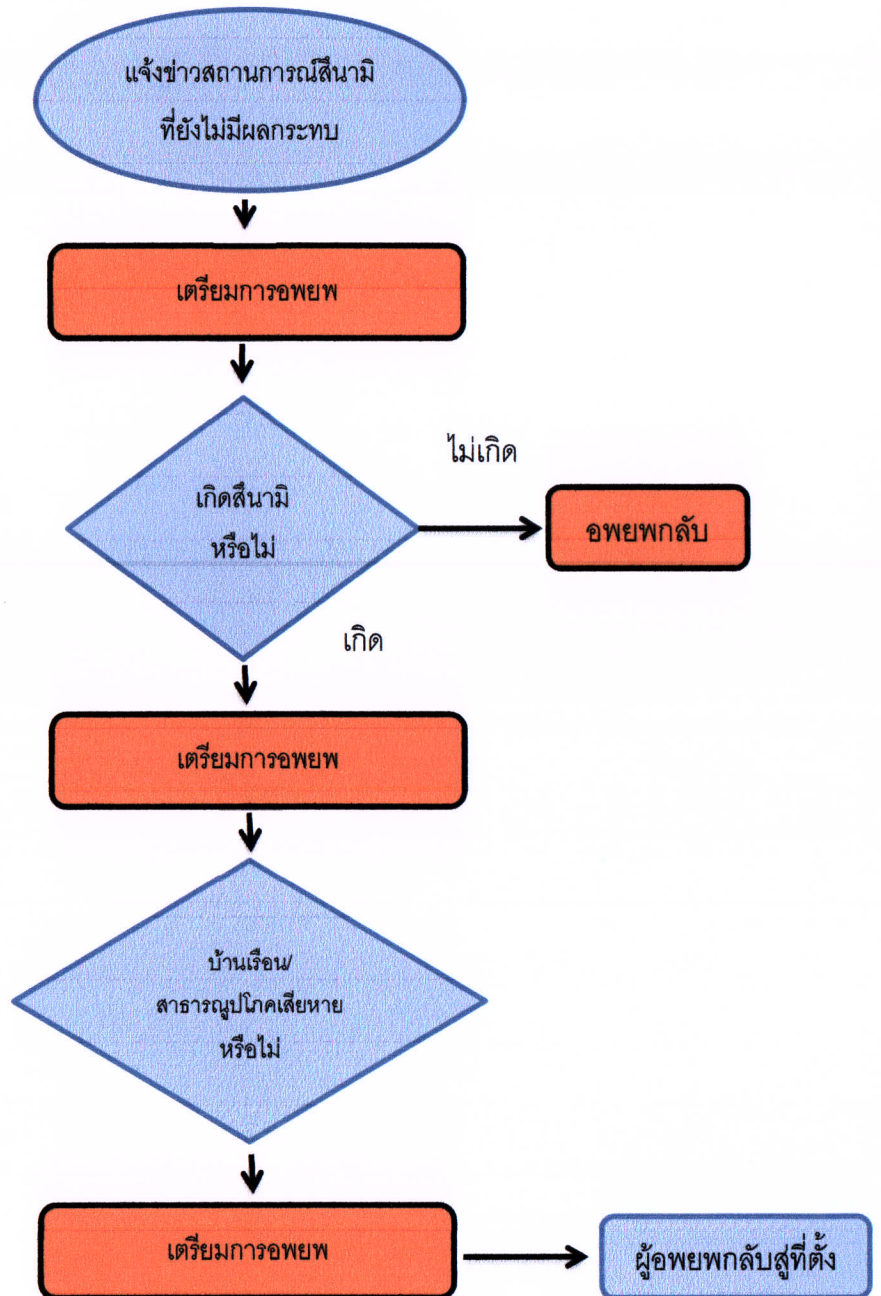 แจ้งข่าวสถานการณ์สึนามิ
ที่ยังไม่มีผลกระทบ
เตรียมการอพยพ
เกิดสึนามิ
หรือไม่
ไม่เกิด
อพยพกลับ
เกิด
เตรียมการอพยพ
บ้านเรือน/
สาธารณูปโภคเสียหาย
หรือไม่
เตรียมการอพยพ
ผู้อพยพกลับสู่ที่ตั้ง